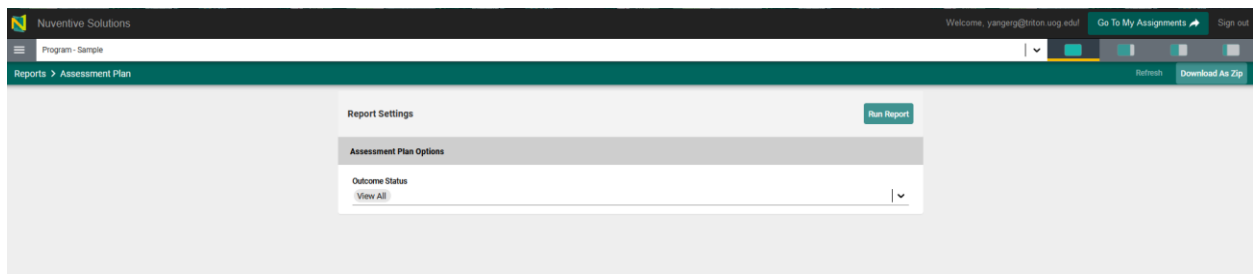 Nuventive Solutions
Welcome, yangerg@triton.uog.edu!
Go To My Assignments
Sign out
Program - Sample
Reports > Assessment Plan
Refresh
Download As Zip
Report Settings
Run Report
Assessment Plan Options
Outcome Status
View All